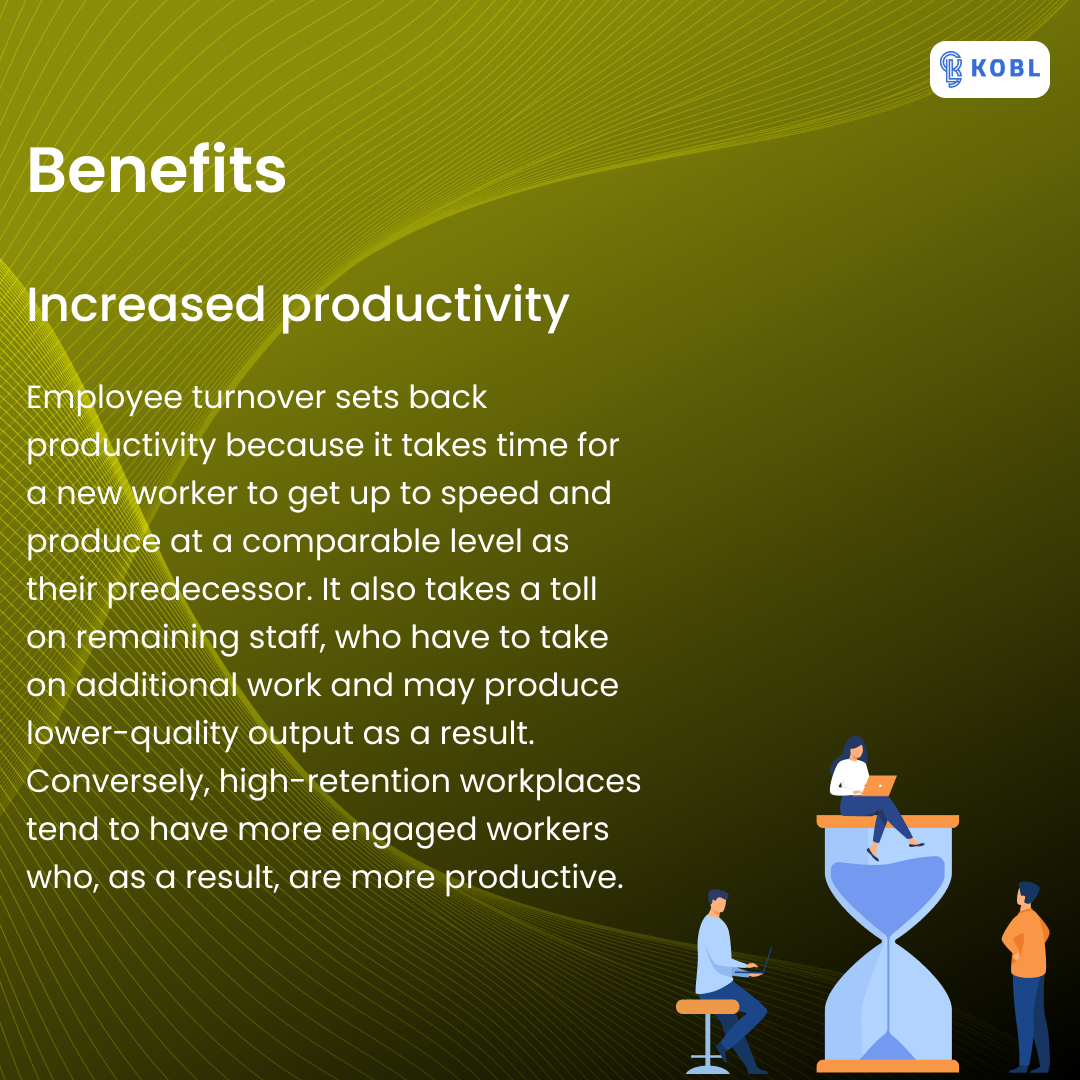 KOBL
Benefits
Increased productivity
Employee turnover sets back
productivity because it takes time for
a new worker to get up to speed and
produce at a comparable level as
their predecessor. It also takes a toll
on remaining staff, who have to take
on additional work and may produce
lower-quality output as a result.
Conversely, high-retention workplaces
tend to have more engaged workers
who, as a result, are more productive.